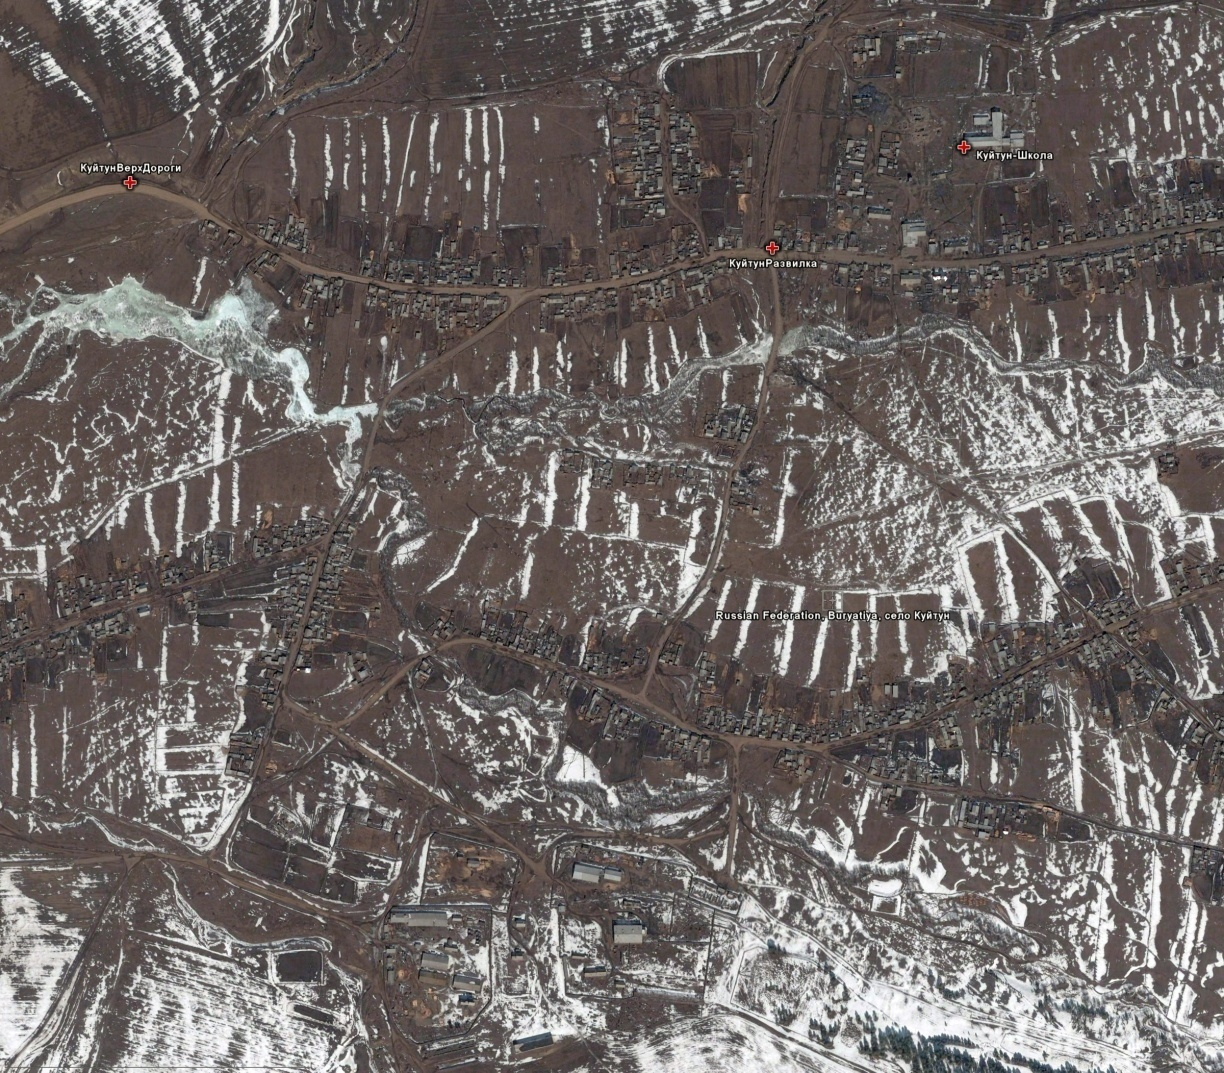 КуйтунВерхДороги
Куйтун-Школа
КуйтунРазвилка
Russian Federation, Buryatiya, село Куйтун